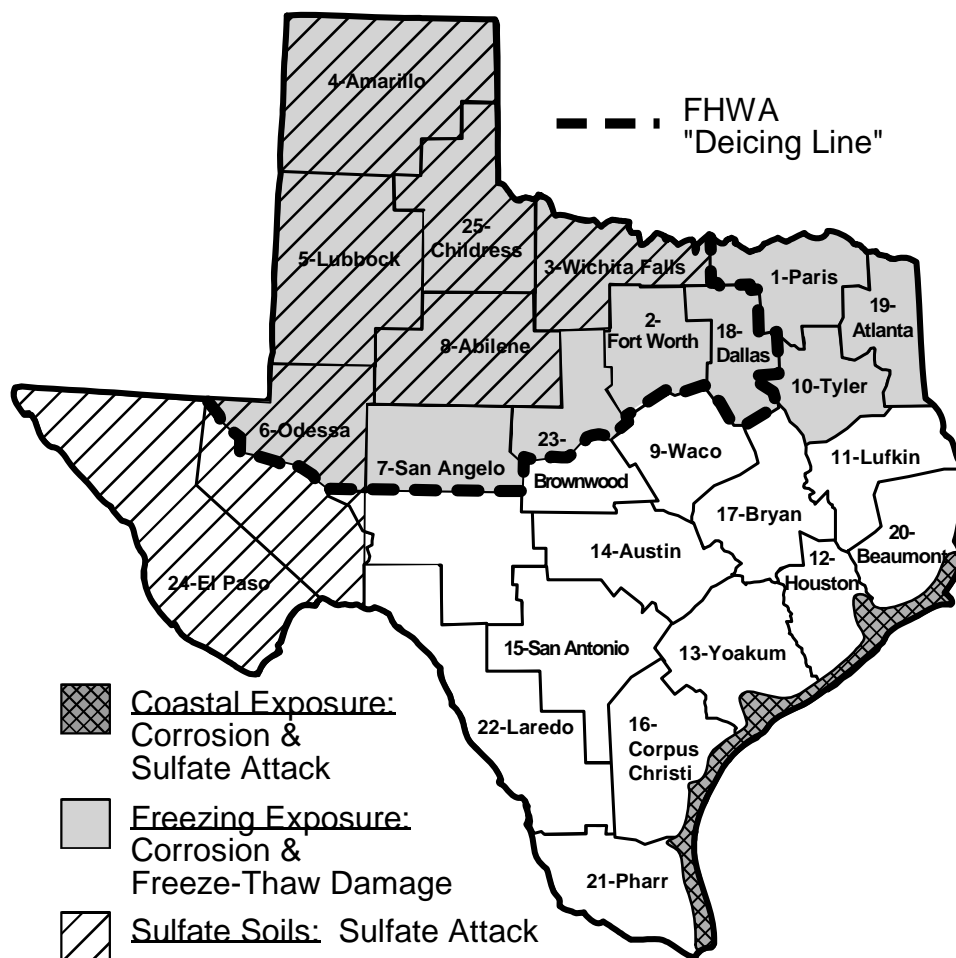 4-Amarillo
FHWA
"Deicing Line"
25-
Childress
5-Lubbock
3-Wichita Falls
1-Paris
19-
Atlanta
2-
Fort Worth
18-
Dallas
8-Abilene
10-Tyler
6-Odessa
23-
Brownwood
7-San Angelo
9-Waco
11-Lufkin
17-Bryan
20-
Beaumont
14-Austin
12-
Houston
24-El Paso
15-San Antonio
13-Yoakum
22-Laredo
16-
Corpus
Christi
21-Pharr
Coastal Exposure:
Corrosion &
Sulfate Attack
Freezing Exposure:
Corrosion &
Freeze-Thaw Damage
Sulfate Soils: Sulfate Attack